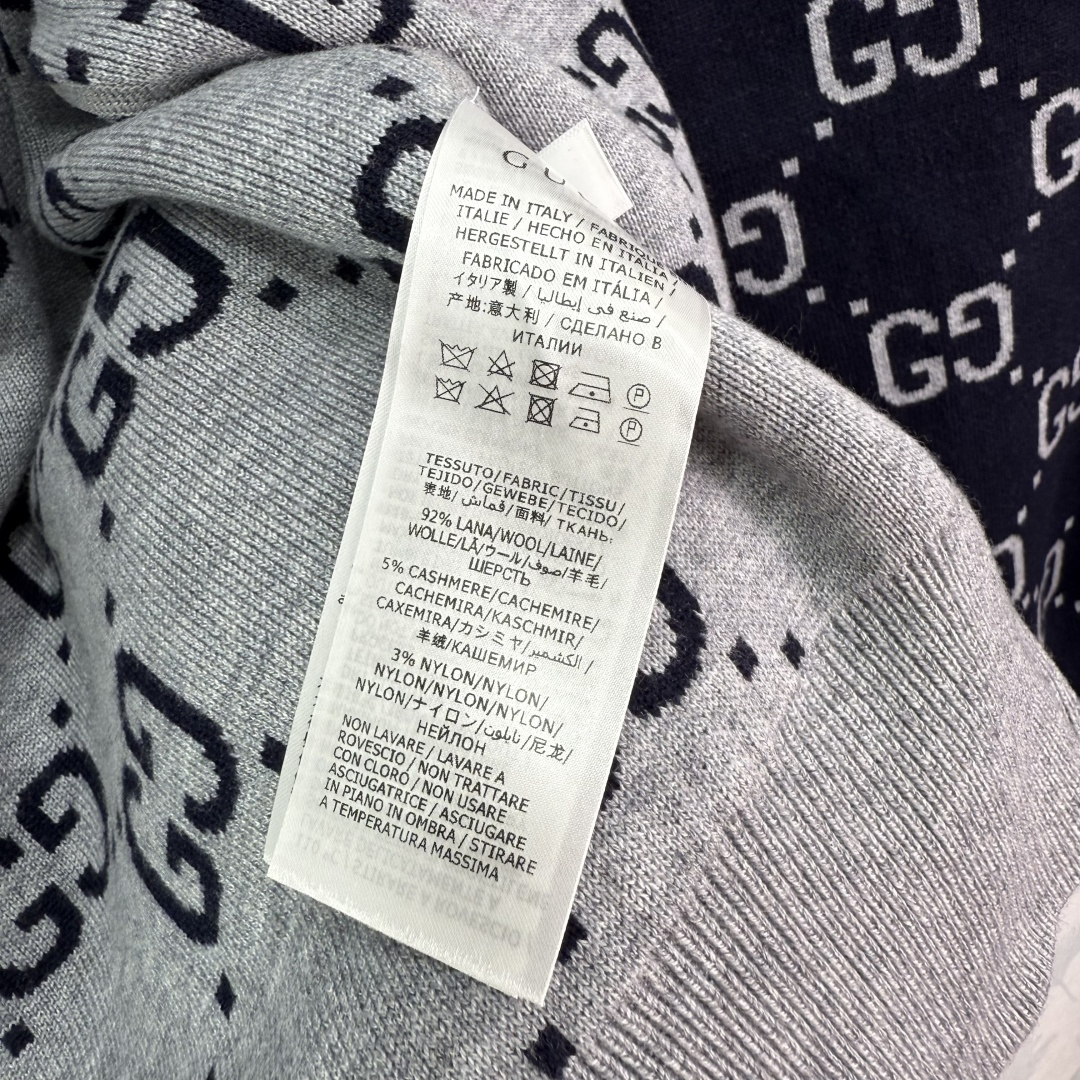 G U
MADE IN ITALY / FABRIQUÉ
ITALIE / HECHO EN ITALIA /
HERGESTELLT IN ITALIEN /
FABRICADO EM ITÁLIA /
イタリア製 / صنع في إيطاليا /
产地:意大利 / СДЕЛАНО В
ИТАЛИИ
P
P
TESSUTO/FABRIC/TISSU/
TEJIDO/GEWEBE/TECIDO/
表地/ قماش/面料/ ТКАНЬ:
92% LANA/WOOL/LAINE/
WOLLE/LÃ/ウール/صوف/羊毛/
ШЕРСТЬ
5% CASHMERE/CACHEMIRE/
CACHEMIRA/KASCHMIR/
CAXEMIRA/カシミヤ/الكشمير /
羊绒/КАШЕМИР
3% NYLON/NYLON/
NYLON/NYLON/NYLON/
NYLON/ナイロン/نايلون/尼龙/
НЕЙЛОН
NON LAVARE / LAVARE A
ROVESCIO / NON TRATTARE
CON CLORO / NON USARE
ASCIUGATRICE / ASCIUGARE
IN PIANO IN OMBRA / STIRARE
A TEMPERATURA MASSIMA